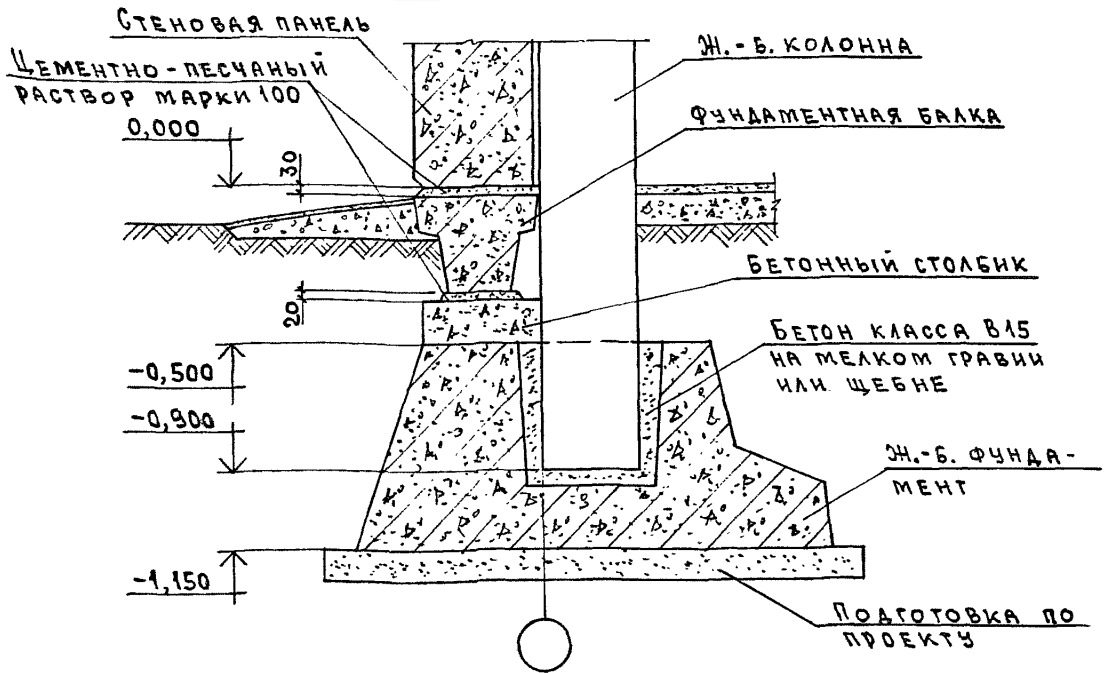 Стеновая панель
Цементно-песчаный
раствор марки 100
0,000
30
Ж.-б. колонна
Фундаментная балка
Бетонный столбик
20
Бетон класса В15
на мелком гравии
или щебне
-0,500
-0,900
Ж.-б. фунда-
мент
-1,150
Подготовка по
проекту